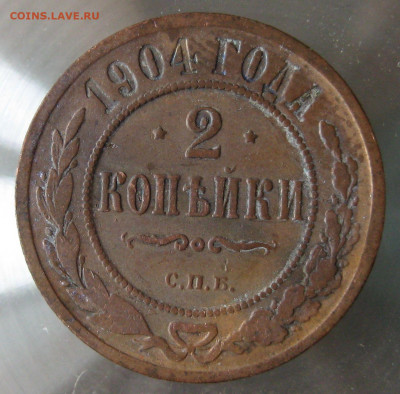 COINS.LAVE.RU
1904 ГОДА
2
КОПѢЙКИ
С.П.Б.